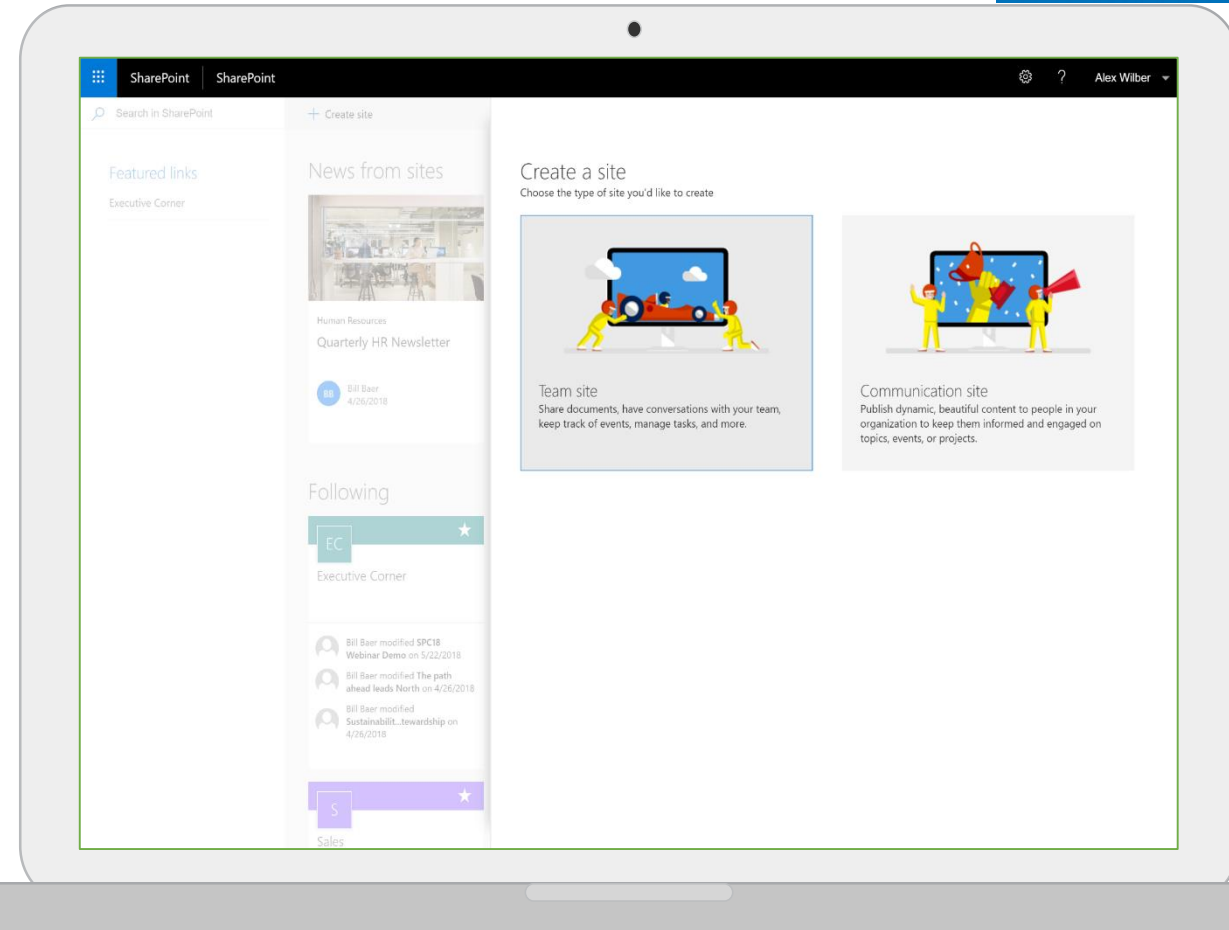 SharePoint
SharePoint
Alex Wilber
Search in SharePoint
Create site
Featured links
Executive Corner
News from sites
Human Resources
Quarterly HR Newsletter
BB
Bill Baer
4/26/2018
Following
EC
Executive Corner
Bill Baer modified SPC18
Webinar Demo on 5/22/2018
Bill Baer modified The path
ahead leads North on 4/26/2018
Bill Baer modified
Sustainabilit...tewardship on
4/26/2018
S
Sales
Create a site
Choose the type of site you'd like to create
Team site
Share documents, have conversations with your team,
keep track of events, manage tasks, and more.
Communication site
Publish dynamic, beautiful content to people in your
organization to keep them informed and engaged on
topics, events, or projects.